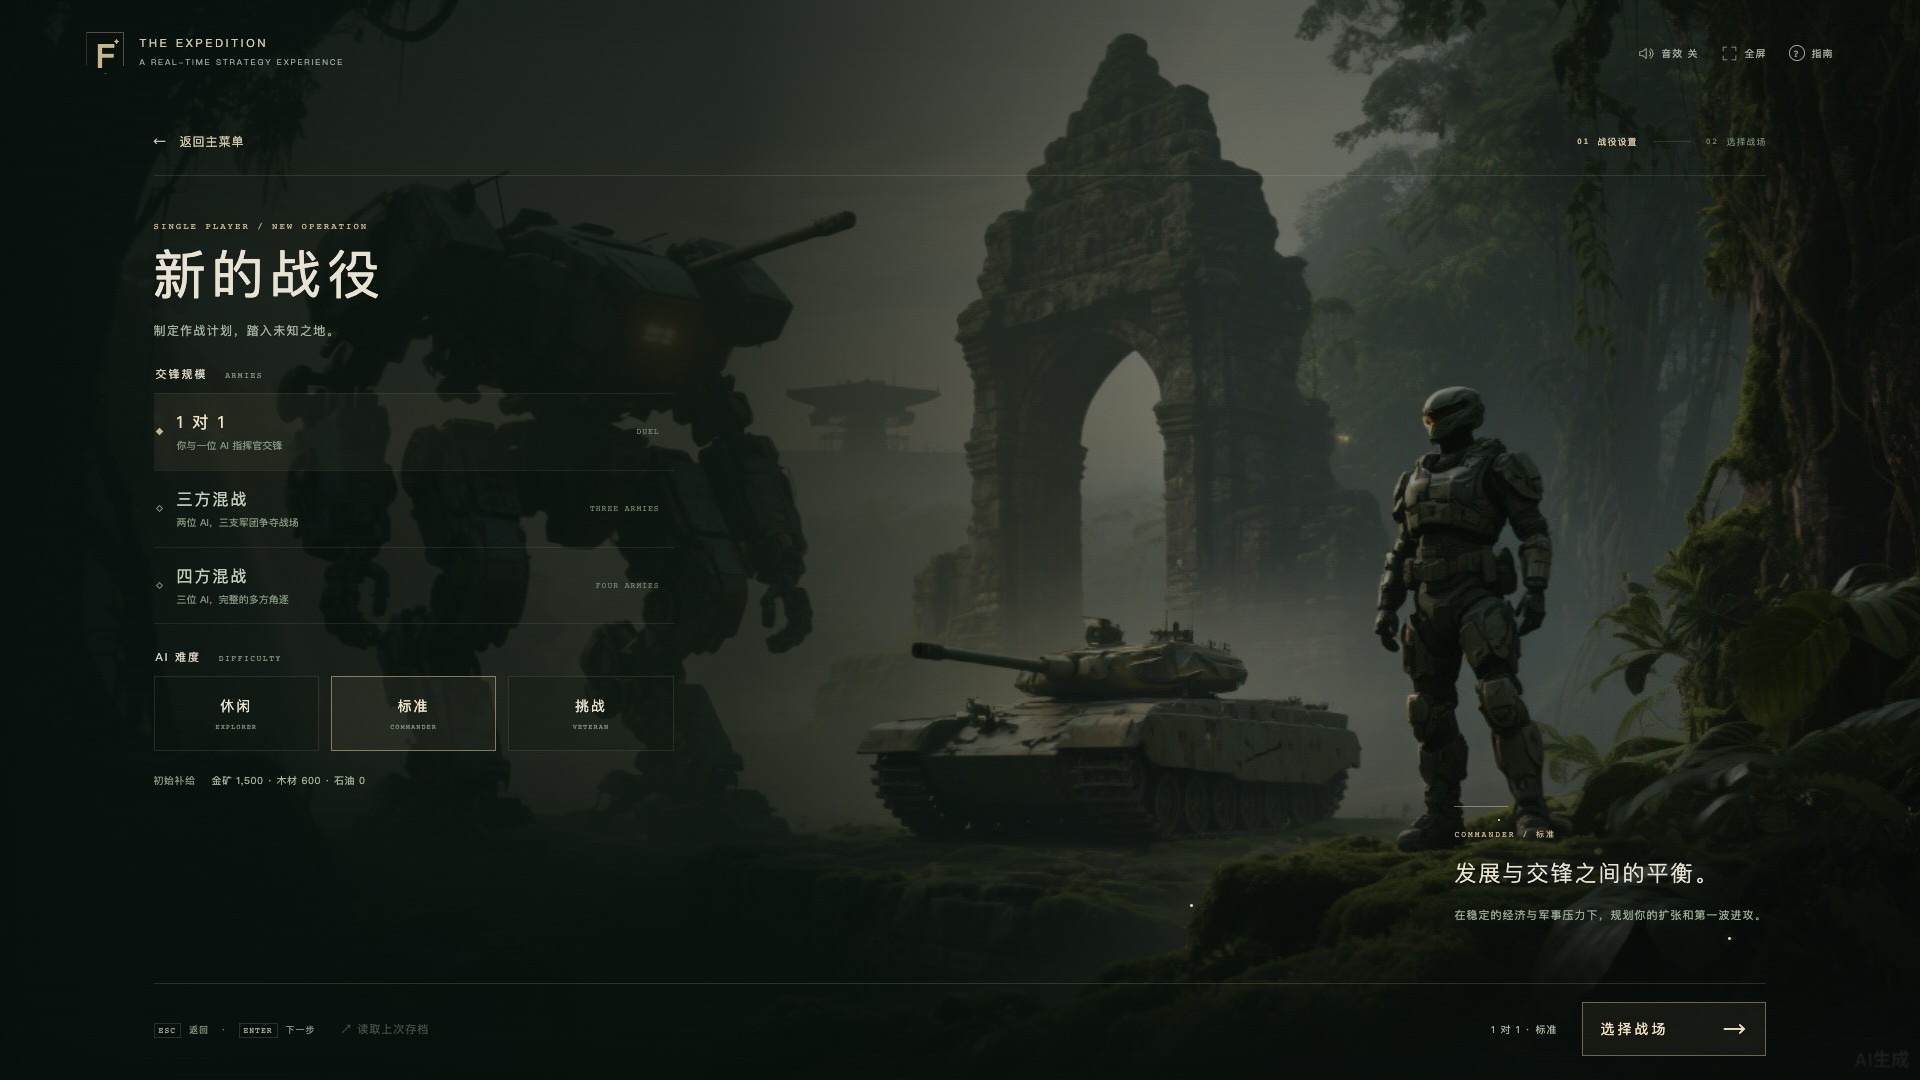 F
THE EXPEDITION
A REAL-TIME STRATEGY EXPERIENCE
音效 关
全屏
? 指南
← 返回主菜单
01 战役设置
02 选择战场
SINGLE PLAYER / NEW OPERATION
新的战役
制定作战计划，踏入未知之地。
交锋规模 ARMIES
1 对 1
你与一位 AI 指挥官交锋
DUEL
三方混战
两位 AI，三支军团争夺战场
THREE ARMIES
四方混战
三位 AI，完整的多方角逐
FOUR ARMIES
AI 难度 DIFFICULTY
休闲
EXPLORER
标准
COMMANDER
挑战
VETERAN
初始补给 金矿 1,500 · 木材 600 · 石油 0
COMMANDER / 标准
发展与交锋之间的平衡。
在稳定的经济与军事压力下，规划你的扩张和第一波进攻。
ESC 返回 · ENTER 下一步 ↗ 读取上次存档
1 对 1 · 标准
选择战场 →
AI生成